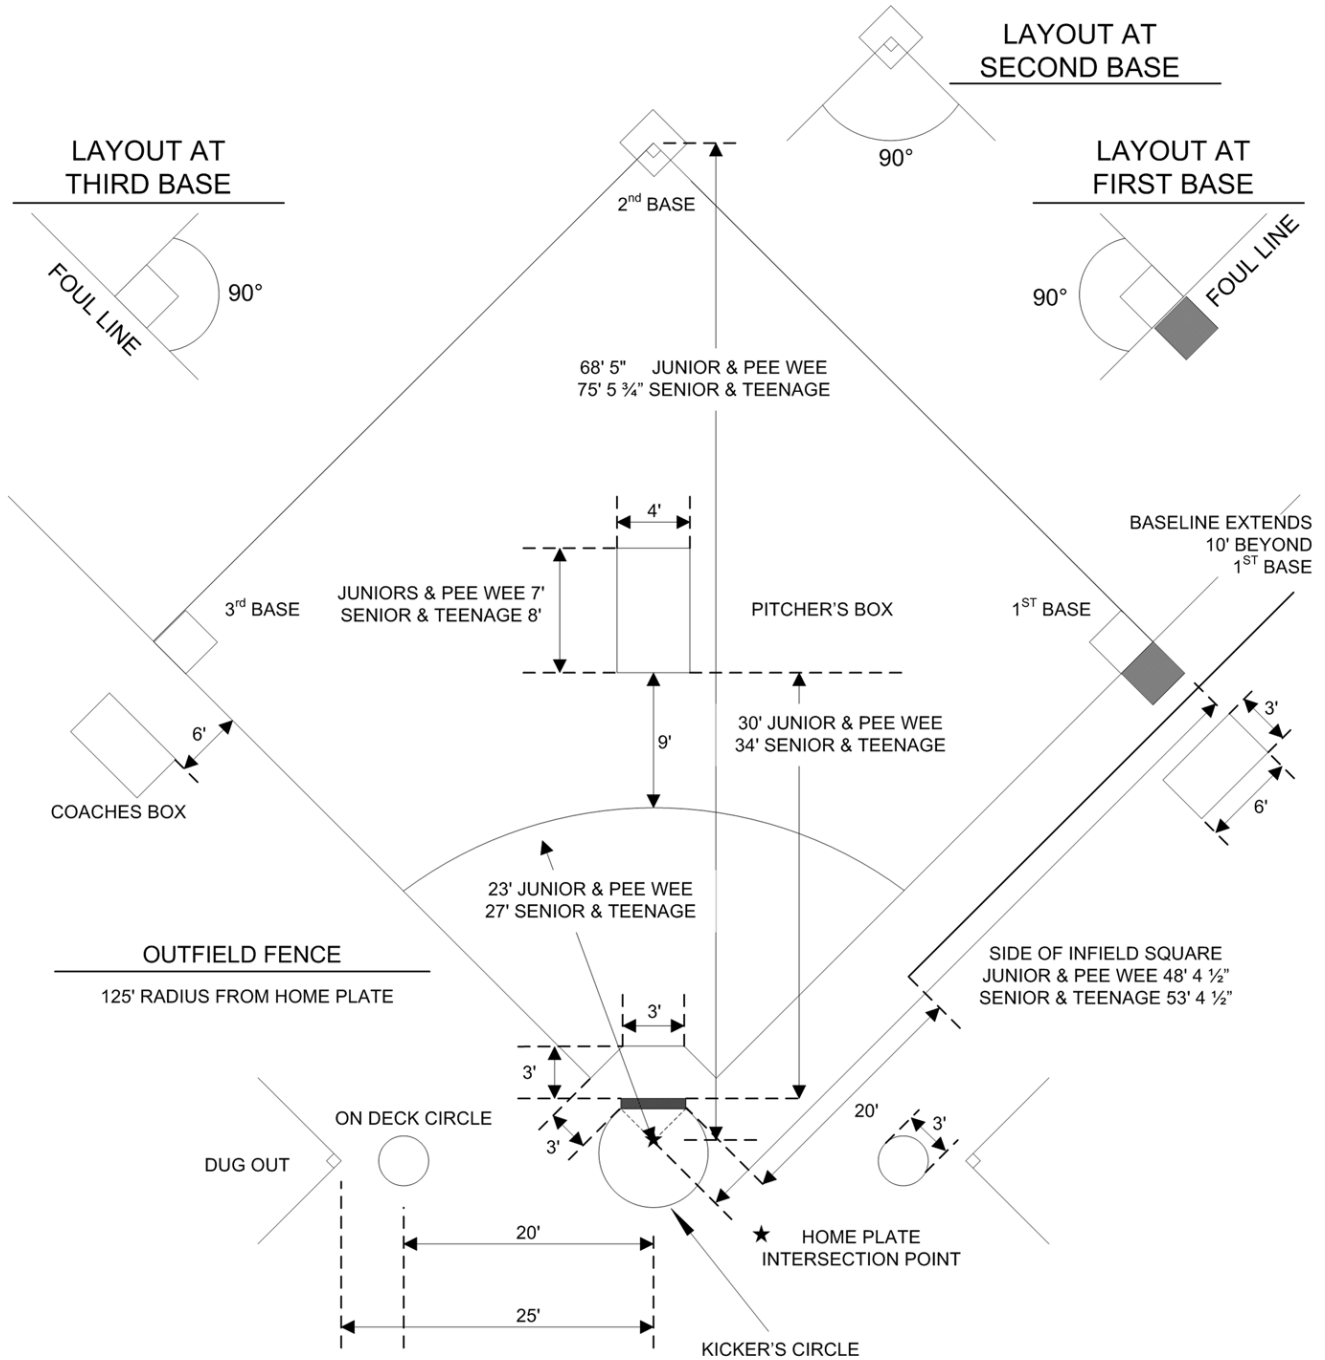 LAYOUT AT
SECOND BASE
90°
LAYOUT AT
THIRD BASE
FOUL LINE
90°
LAYOUT AT
FIRST BASE
FOUL LINE
90°
2nd BASE
68' 5" JUNIOR & PEE WEE
75' 5 ¾” SENIOR & TEENAGE
4'
BASELINE EXTENDS
10' BEYOND
1ST BASE
JUNIORS & PEE WEE 7'
SENIOR & TEENAGE 8'
3rd BASE
PITCHER'S BOX
1ST BASE
6'
COACHES BOX
9'
30' JUNIOR & PEE WEE
34' SENIOR & TEENAGE
3'
6'
23' JUNIOR & PEE WEE
27' SENIOR & TEENAGE
OUTFIELD FENCE
125' RADIUS FROM HOME PLATE
SIDE OF INFIELD SQUARE
JUNIOR & PEE WEE 48' 4 ½”
SENIOR & TEENAGE 53' 4 ½”
3'
3'
3'
ON DECK CIRCLE
20'
3'
DUG OUT
20'
HOME PLATE
INTERSECTION POINT
25'
KICKER'S CIRCLE